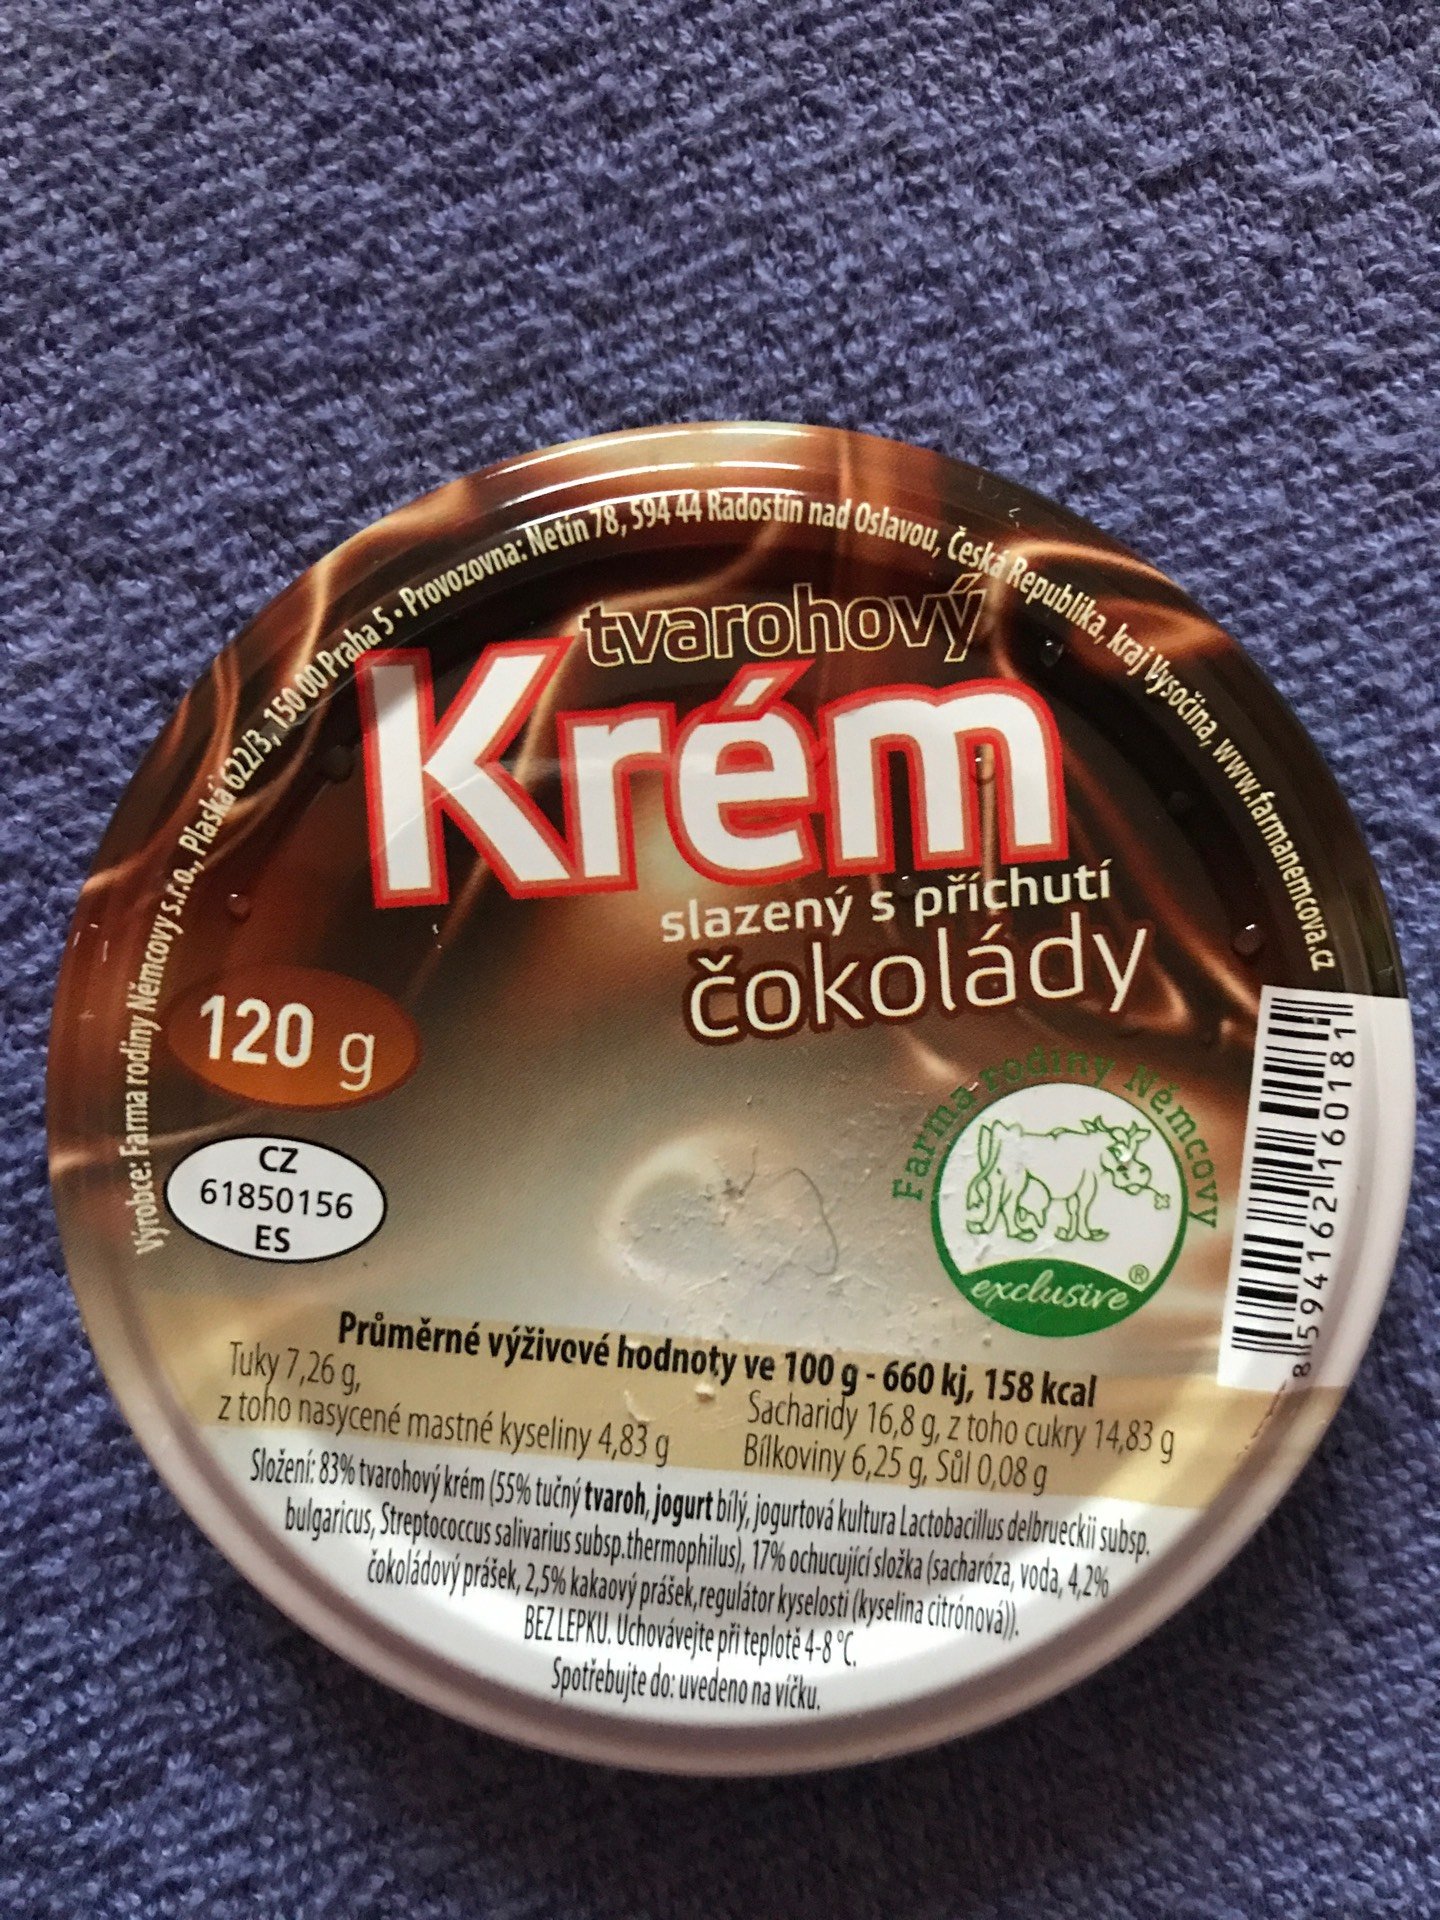 Výrobce: Farma rodiny Němcovy s.r.o., Plaská 622/3, 150 00 Praha 5 • Provozovna: Netín 78, 594 44 Radostín nad Oslavou, Česká Republika, kraj Vysočina, www.farmanemcova.cz
tvarohový
Krém
slazený s příchutí
čokolády
120 g
CZ
61850156
ES
Farma rodiny Němcovy
exclusive ®
8594162160181
Průměrné výživové hodnoty ve 100 g - 660 kj, 158 kcal
Tuky 7,26 g,
z toho nasycené mastné kyseliny 4,83 g
Sacharidy 16,8 g, z toho cukry 14,83 g
Bílkoviny 6,25 g, Sůl 0,08 g
Složení: 83% tvarohový krém (55% tučný tvaroh, jogurt bílý, jogurtová kultura Lactobacillus delbrueckii subsp.
bulgaricus, Streptococcus salivarius subsp.thermophilus), 17% ochucující složka (sacharóza, voda, 4,2%
čokoládový prášek, 2,5% kakaový prášek,regulátor kyselosti (kyselina citrónová)).
BEZ LEPKU. Uchovávejte při teplotě 4-8 °C.
Spotřebujte do: uvedeno na víčku.